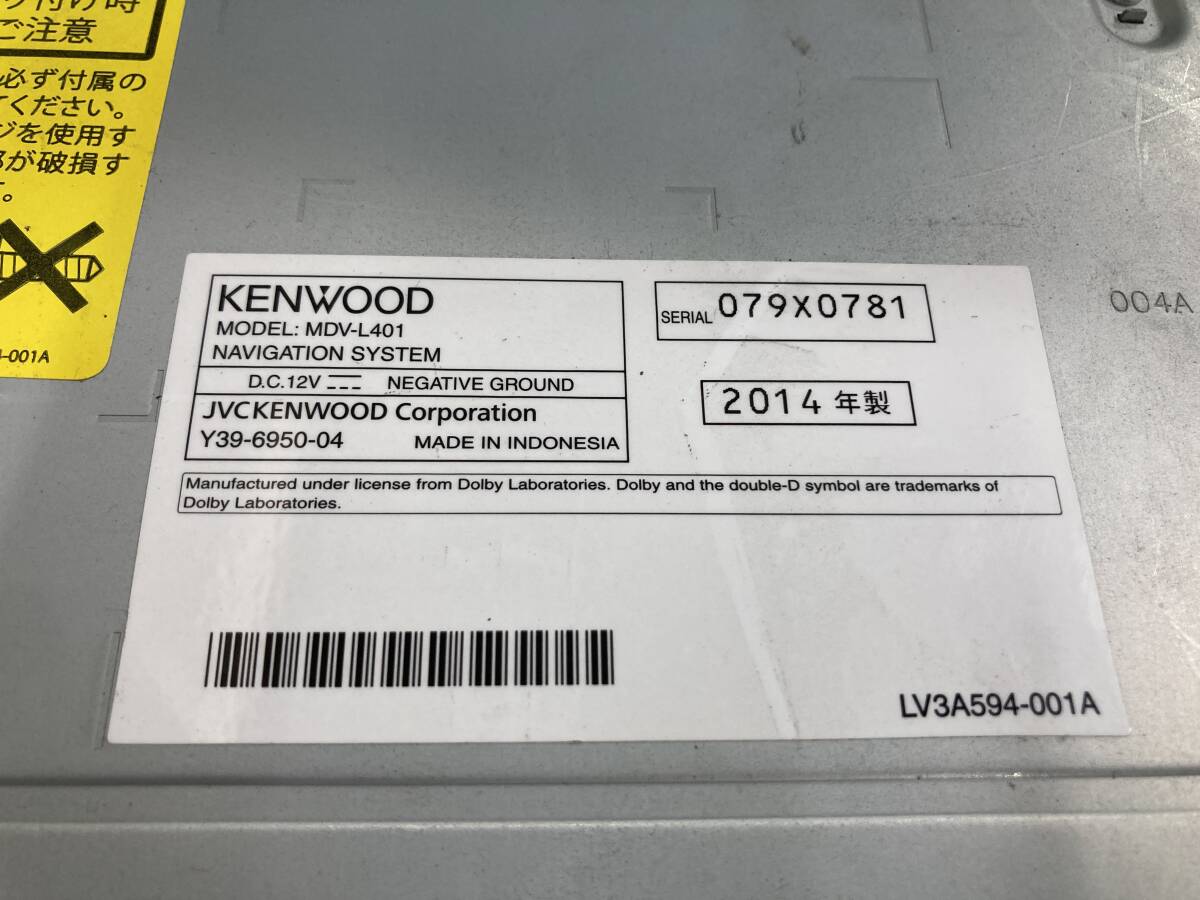 付け時
ご注意
必ず付属の
てください。
ジを使用す
が破損す
。
-001A
KENWOOD
MODEL: MDV-L401
NAVIGATION SYSTEM
D.C.12V NEGATIVE GROUND
JVCKENWOOD Corporation
Y39-6950-04 MADE IN INDONESIA
SERIAL 079X0781
2014 年製
Manufactured under license from Dolby Laboratories. Dolby and the double-D symbol are trademarks of
Dolby Laboratories.
LV3A594-001A
004A